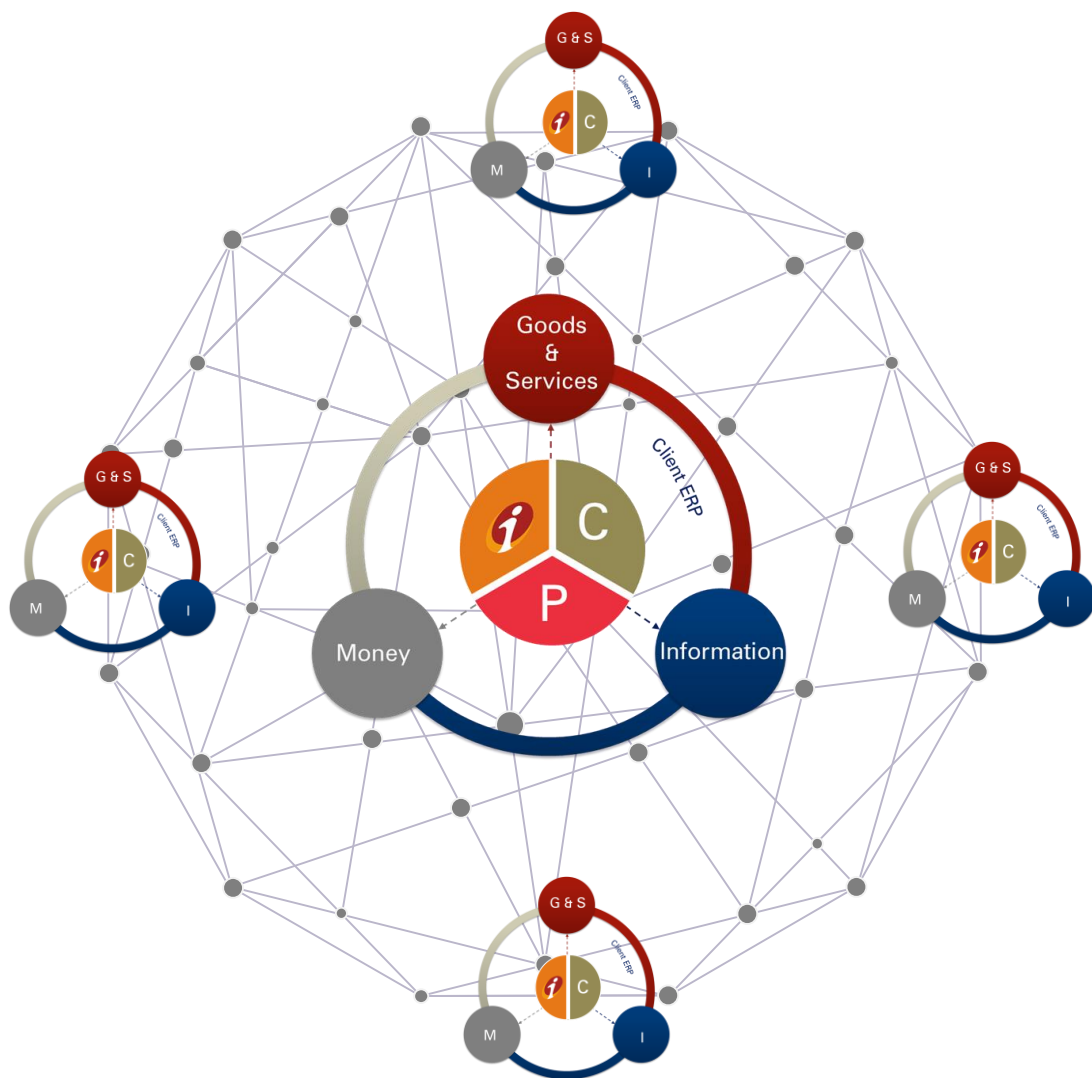 G & S
Client ERP
i
C
M
I
Goods
&
Services
Client ERP
i
C
P
Money
Information
G & S
Client ERP
i
C
M
I
G & S
Client ERP
i
C
M
I
G & S
Client ERP
i
C
M
I